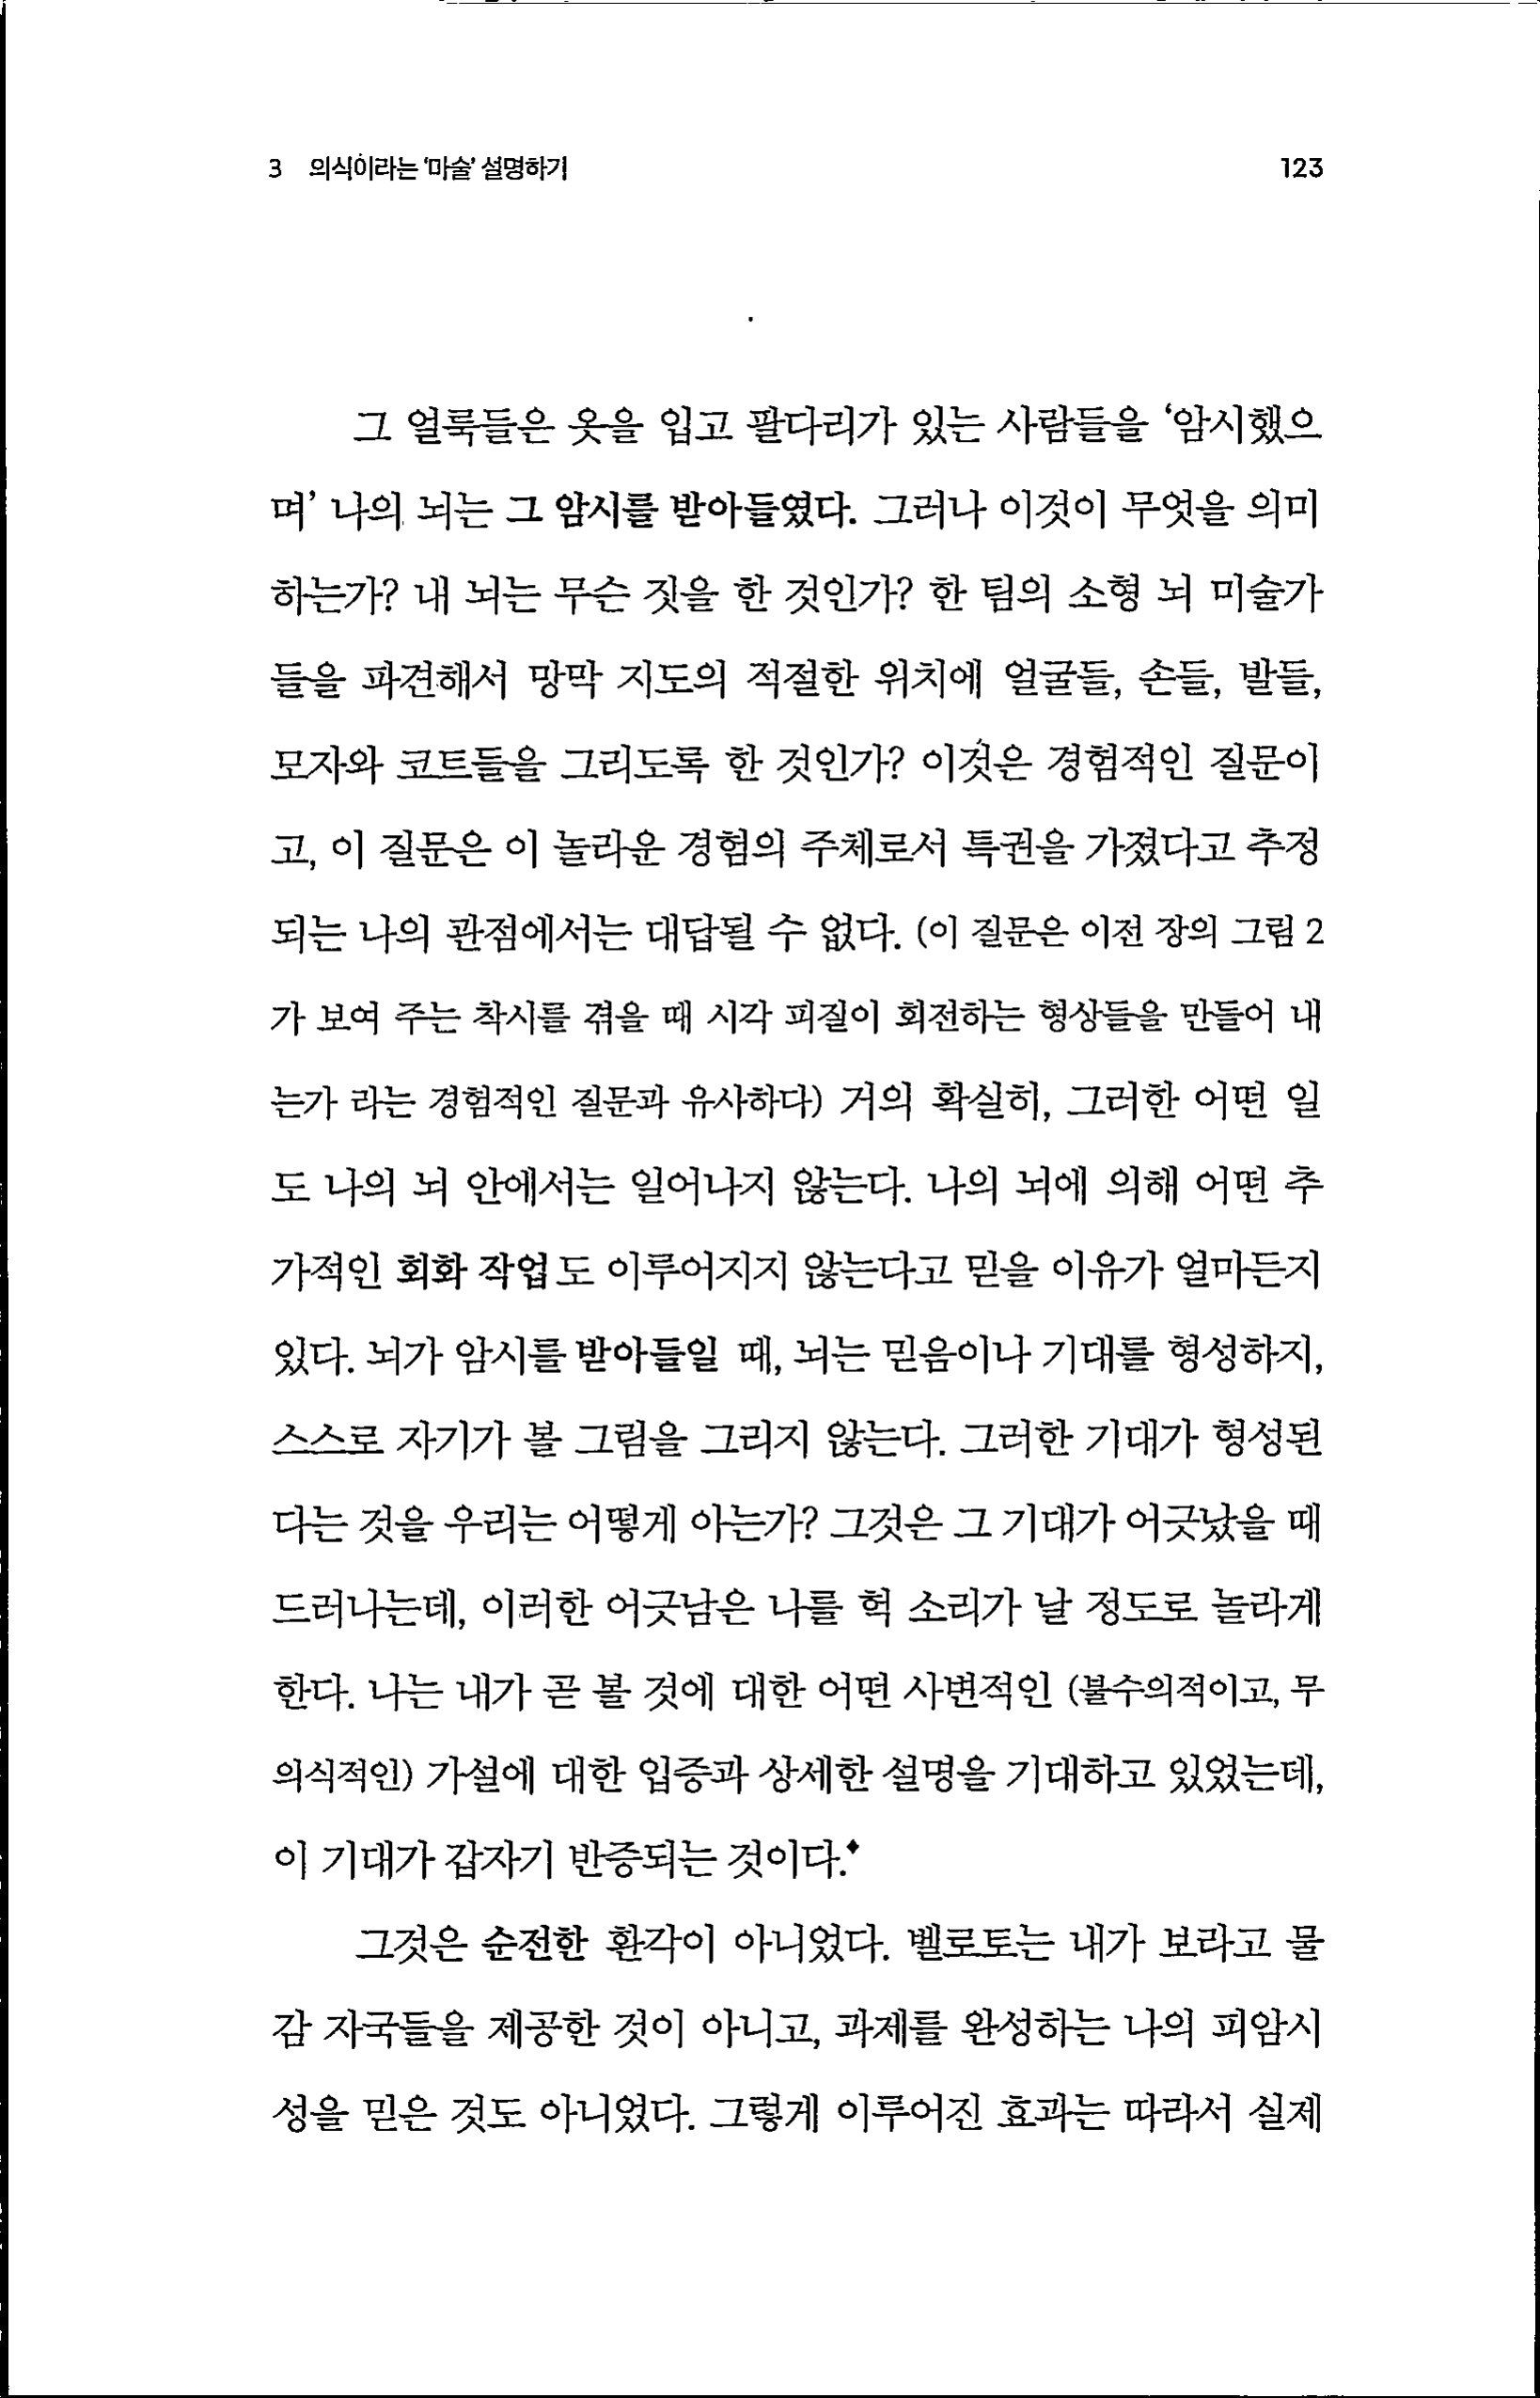 3 의식이라는 ‘마술’ 설명하기 123
그 얼룩들은 옷을 입고 팔다리가 있는 사람들을 ‘암시했으
며’ 나의 뇌는 그 암시를 받아들였다. 그러나 이것이 무엇을 의미
하는가? 내 뇌는 무슨 짓을 한 것인가? 한 팀의 소형 뇌 미술가
들을 파견해서 망막 지도의 적절한 위치에 얼굴들, 손들, 발들,
모자와 코트들을 그리도록 한 것인가? 이것은 경험적인 질문이
고, 이 질문은 이 놀라운 경험의 주체로서 특권을 가졌다고 추정
되는 나의 관점에서는 대답될 수 없다. (이 질문은 이전 장의 그림 2
가 보여 주는 착시를 겪을 때 시각 피질이 회전하는 형상들을 만들어 내
는가 라는 경험적인 질문과 유사하다) 거의 확실히, 그러한 어떤 일
도 나의 뇌 안에서는 일어나지 않는다. 나의 뇌에 의해 어떤 추
가적인 회화 작업도 이루어지지 않는다고 믿을 이유가 얼마든지
있다. 뇌가 암시를 받아들일 때, 뇌는 믿음이나 기대를 형성하지,
스스로 자기가 볼 그림을 그리지 않는다. 그러한 기대가 형성된
다는 것을 우리는 어떻게 아는가? 그것은 그 기대가 어긋났을 때
드러나는데, 이러한 어긋남은 나를 헉 소리가 날 정도로 놀라게
한다. 나는 내가 곧 볼 것에 대한 어떤 사변적인 (불수의적이고, 무
의식적인) 가설에 대한 입증과 상세한 설명을 기대하고 있었는데,
이 기대가 갑자기 반증되는 것이다.♦
그것은 순전한 환각이 아니었다. 벨로토는 내가 보라고 물
감 자국들을 제공한 것이 아니고, 과제를 완성하는 나의 피암시
성을 믿은 것도 아니었다. 그렇게 이루어진 효과는 따라서 실제